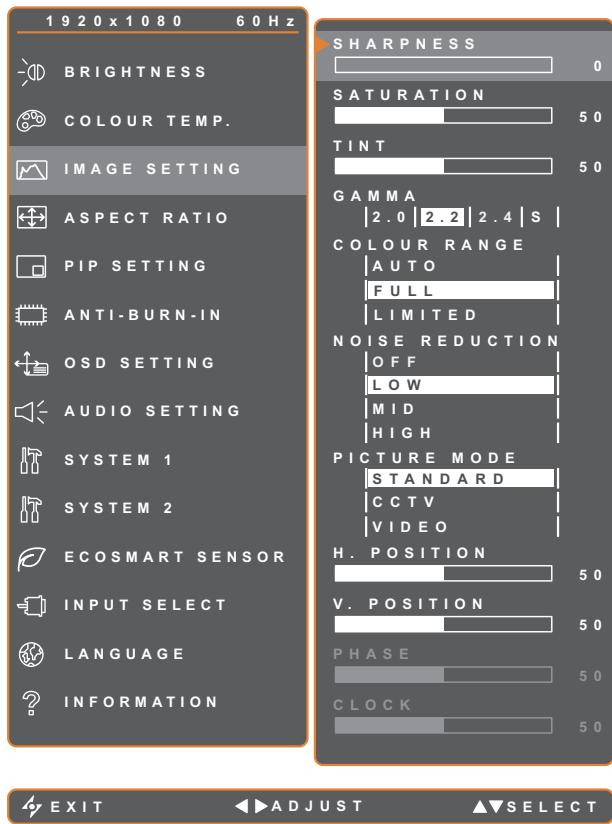 1920x1080 60Hz
BRIGHTNESS
COLOUR TEMP.
IMAGE SETTING
ASPECT RATIO
PIP SETTING
ANTI-BURN-IN
OSD SETTING
AUDIO SETTING
SYSTEM 1
SYSTEM 2
ECOSMART SENSOR
INPUT SELECT
LANGUAGE
INFORMATION
SHARPNESS
0
SATURATION
50
TINT
50
GAMMA
2.0 2.2 2.4 S
COLOUR RANGE
AUTO
FULL
LIMITED
NOISE REDUCTION
OFF
LOW
MID
HIGH
PICTURE MODE
STANDARD
CCTV
VIDEO
H. POSITION
50
V. POSITION
50
PHASE
50
CLOCK
50
EXIT ADJUST SELECT